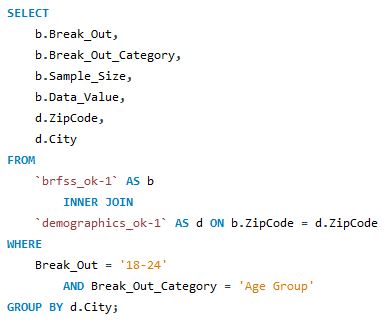 SELECT
b.Break_Out,
b.Break_Out_Category,
b.Sample_Size,
b.Data_Value,
d.ZipCode,
d.City
FROM
`brfss_ok-1` AS b
INNER JOIN
`demographics_ok-1` AS d ON b.ZipCode = d.ZipCode
WHERE
Break_Out = '18-24'
AND Break_Out_Category = 'Age Group'
GROUP BY d.City;